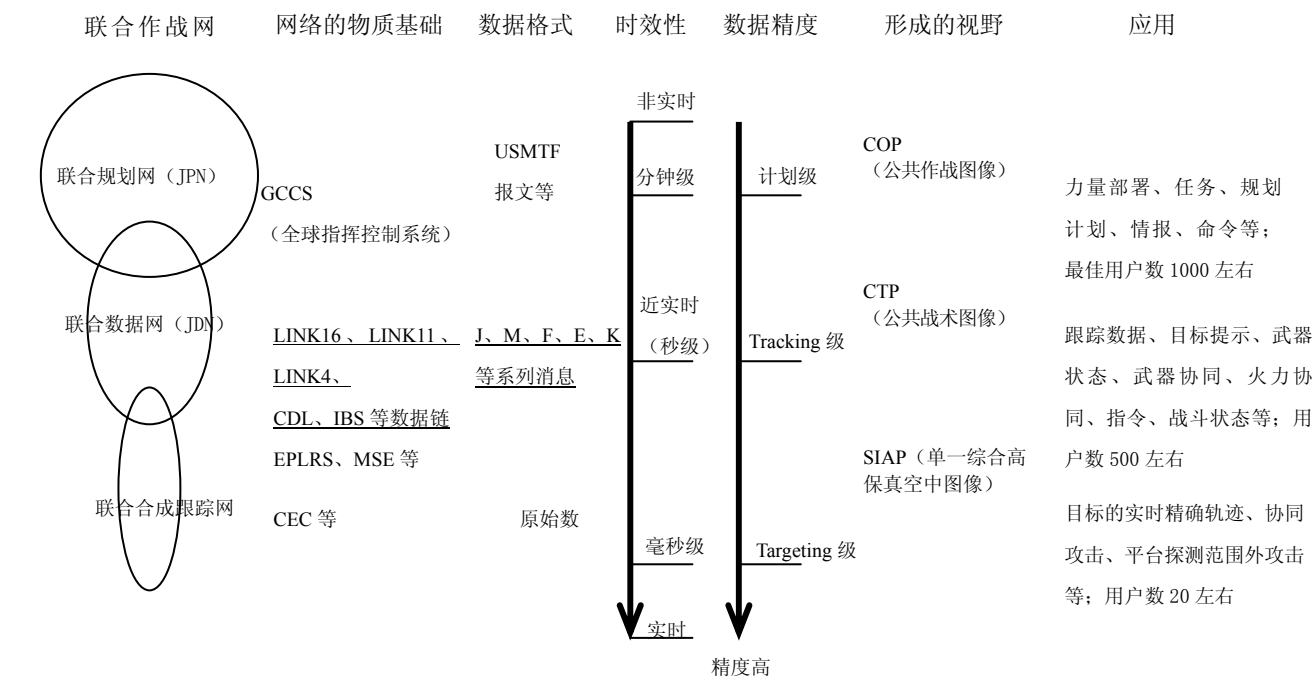 联合作战网
网络的物质基础
数据格式
时效性
数据精度
形成的视野
应用
联合规划网（JPN）
联合数据网（JDN）
联合合成跟踪网
GCCS
（全球指挥控制系统）
LINK16 、 LINK11 、
LINK4、
CDL、IBS 等数据链
EPLRS、MSE 等
CEC 等
USMTF
报文等
J、M、F、E、K
等系列消息
原始数
非实时
分钟级
近实时
（秒级）
毫秒级
实时
计划级
Tracking 级
Targeting 级
精度高
COP
（公共作战图像）
CTP
（公共战术图像）
SIAP（单一综合高
保真空中图像）
力量部署、任务、规划
计划、情报、命令等；
最佳用户数 1000 左右
跟踪数据、目标提示、武器
状态、武器协同、火力协
同、指令、战斗状态等；用
户数 500 左右
目标的实时精确轨迹、协同
攻击、平台探测范围外攻击
等；用户数 20 左右